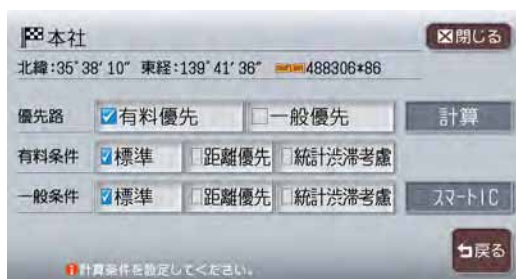 本社 閉じる
北緯:35°38′10″ 東経:139°41′36″ 488306*86
優先路 有料優先 一般優先 計算
有料条件 標準 距離優先 統計渋滞考慮
一般条件 標準 距離優先 統計渋滞考慮 スマートIC
戻る
計算条件を設定してください。